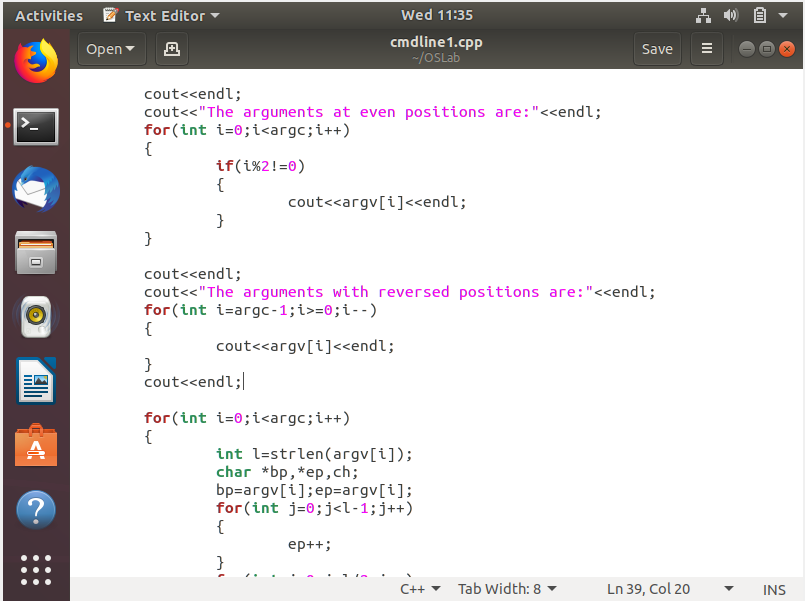 Activities Text Editor Wed 11:35
Open cmdline1.cpp Save
~/OSLab
cout<<endl;
cout<<"The arguments at even positions are:"<<endl;
for(int i=0;i<argc;i++)
{
if(i%2!=0)
{
cout<<argv[i]<<endl;
}
}
cout<<endl;
cout<<"The arguments with reversed positions are:"<<endl;
for(int i=argc-1;i>=0;i--)
{
cout<<argv[i]<<endl;
}
cout<<endl;
for(int i=0;i<argc;i++)
{
int l=strlen(argv[i]);
char *bp,*ep,ch;
bp=argv[i];ep=argv[i];
for(int j=0;j<l-1;j++)
{
ep++;
}
C++ Tab Width: 8 Ln 39, Col 20 INS